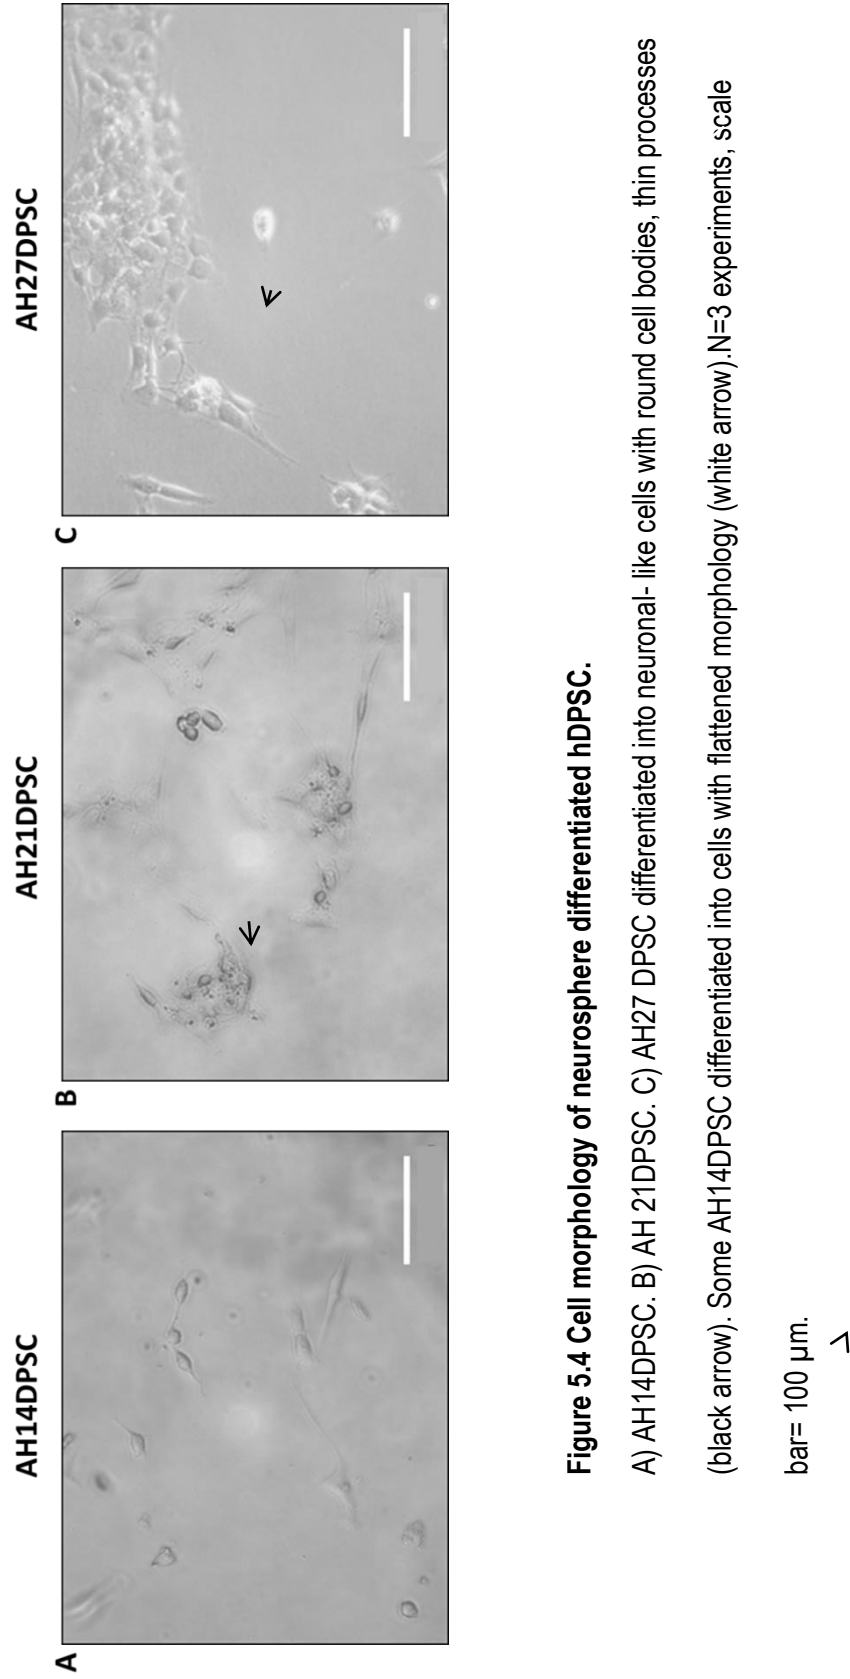 AH14DPSC
AH21DPSC
AH27DPSC
A
B
C
Figure 5.4 Cell morphology of neurosphere differentiated hDPSC.
A) AH14DPSC. B) AH 21DPSC. C) AH27 DPSC differentiated into neuronal- like cells with round cell bodies, thin processes
(black arrow). Some AH14DPSC differentiated into cells with flattened morphology (white arrow).N=3 experiments, scale
bar= 100 µm.